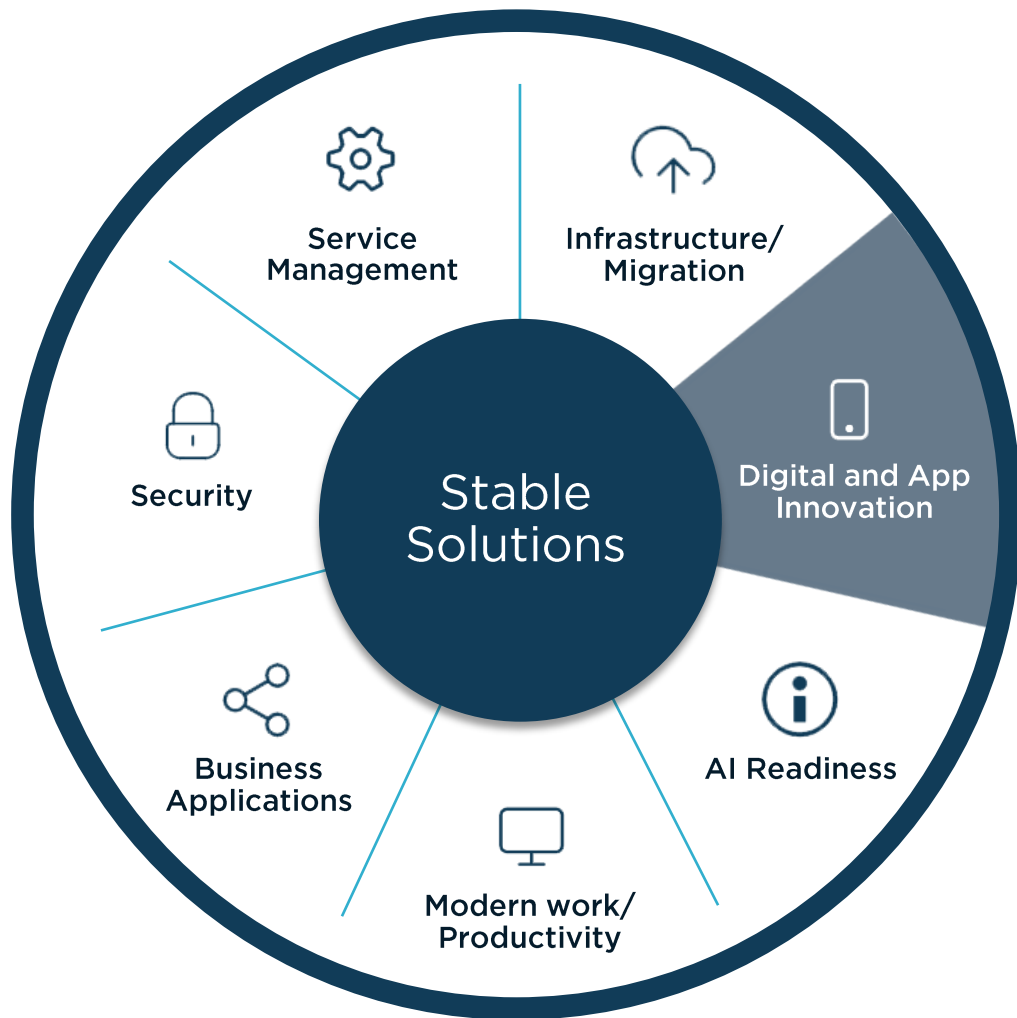 Service
Management
Infrastructure/
Migration
Digital and App
Innovation
Security
Stable
Solutions
AI Readiness
Business
Applications
Modern work/
Productivity